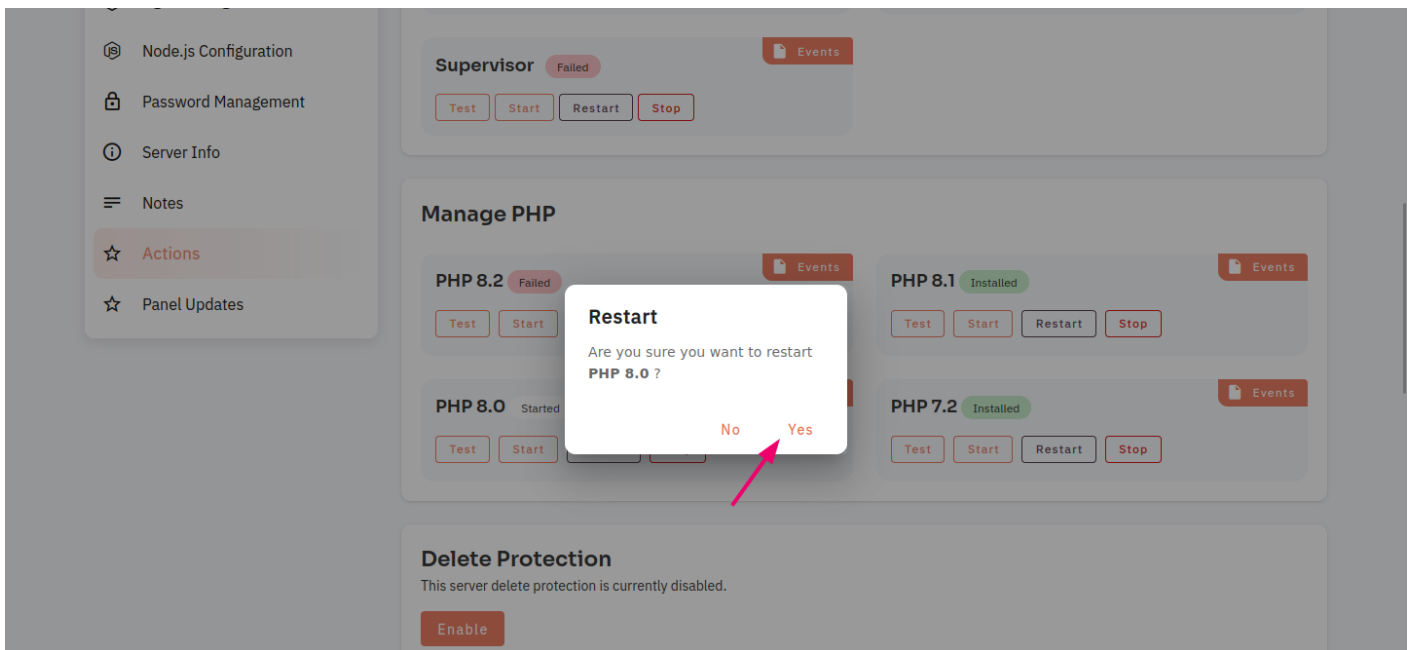 Node.js Configuration
Password Management
Server Info
Notes
Actions
Panel Updates
Supervisor Failed Events
Test Start Restart Stop
Manage PHP
PHP 8.2 Failed Events
Test Start
PHP 8.1 Installed Events
Test Start Restart Stop
Restart
Are you sure you want to restart
PHP 8.0 ?
No Yes
PHP 8.0 Started
Test Start
PHP 7.2 Installed Events
Test Start Restart Stop
Delete Protection
This server delete protection is currently disabled.
Enable